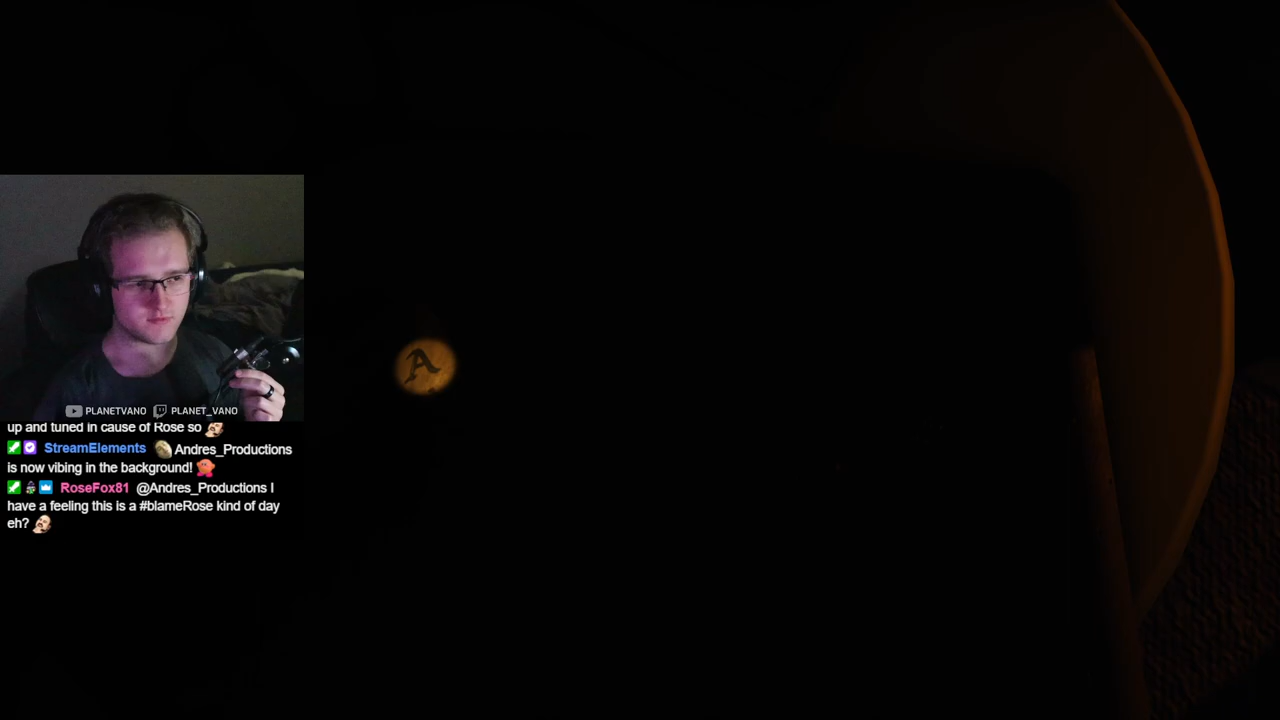 A
PLANETVANO PLANET_VANO
up and tuned in cause of Rose so
StreamElements Andres_Productions
is now vibing in the background!
RoseFox81 @Andres_Productions I
have a feeling this is a #blameRose kind of day
eh?